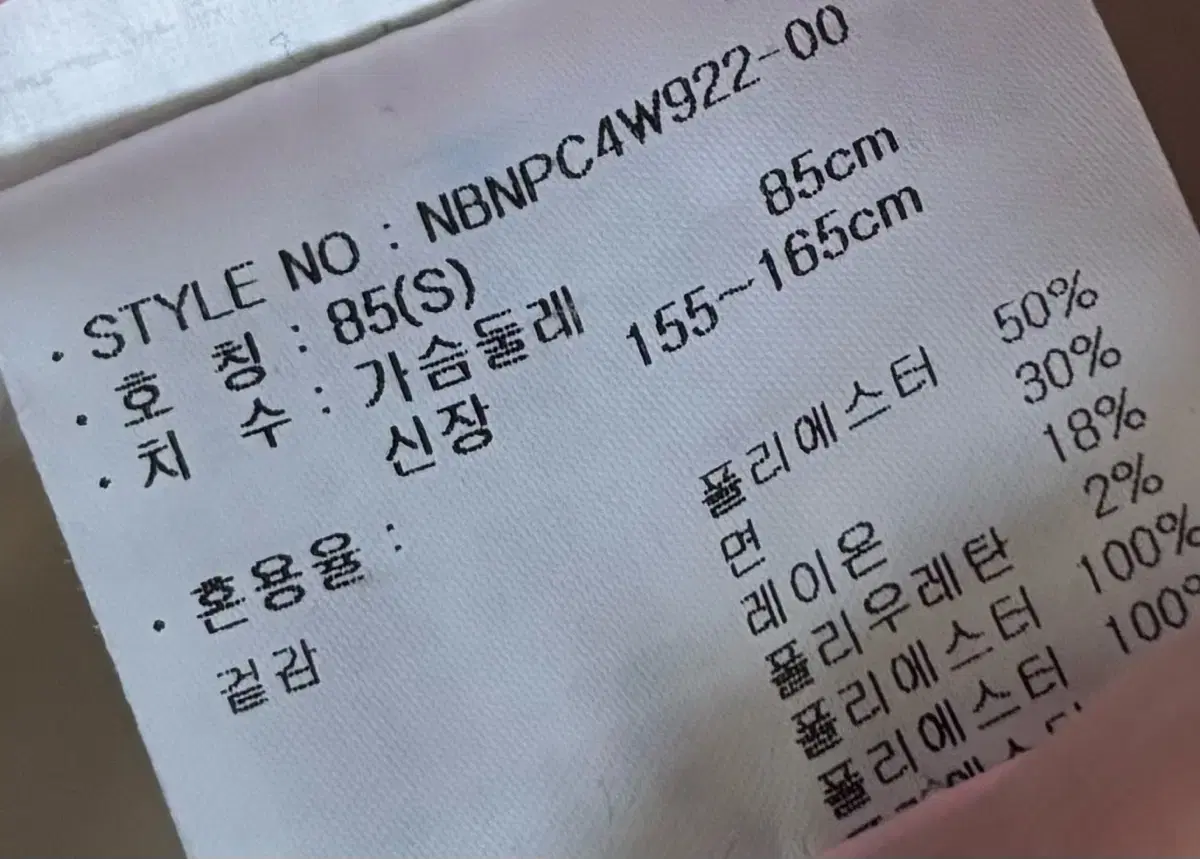 · STYLE NO : NBNPC4W922-00
· 호 칭 : 85(S)
· 치 수 : 가슴둘레 85cm
신장 155~165cm
· 혼용율 :
겉감 폴리에스터 50%
면 30%
레이온 18%
폴리우레탄 2%
폴리에스터 100%
폴리에스터 100%